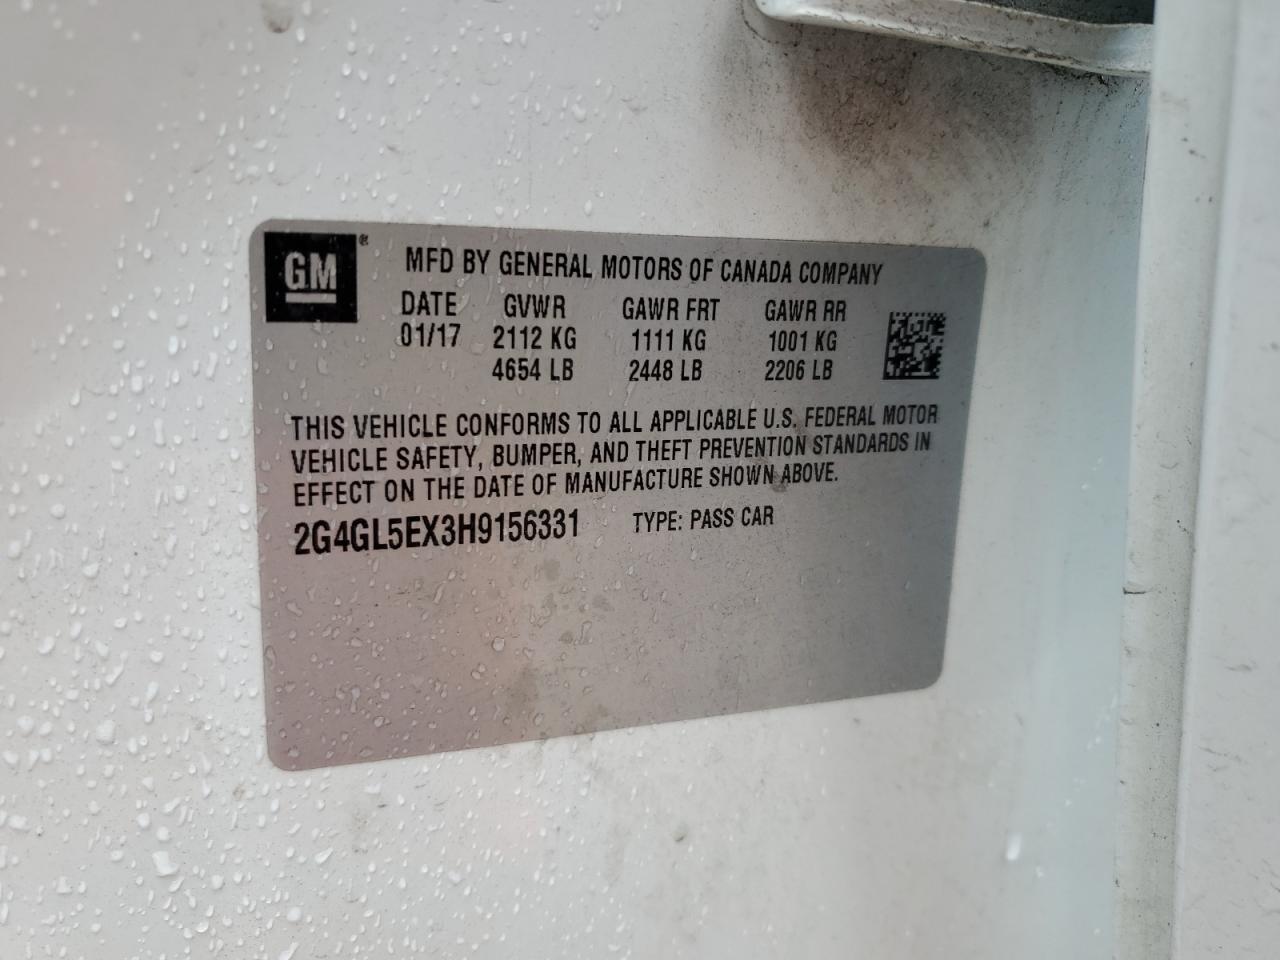 GM®
MFD BY GENERAL MOTORS OF CANADA COMPANY
DATE GVWR GAWR FRT GAWR RR
01/17 2112 KG 1111 KG 1001 KG
4654 LB 2448 LB 2206 LB
THIS VEHICLE CONFORMS TO ALL APPLICABLE U.S. FEDERAL MOTOR
VEHICLE SAFETY, BUMPER, AND THEFT PREVENTION STANDARDS IN
EFFECT ON THE DATE OF MANUFACTURE SHOWN ABOVE.
2G4GL5EX3H9156331 TYPE: PASS CAR